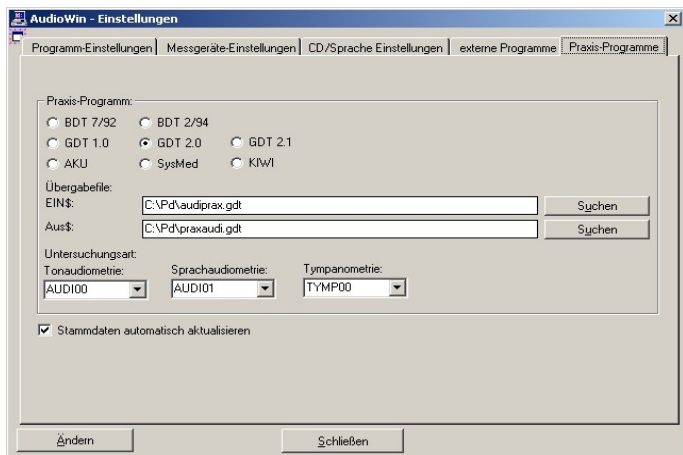 AudioWin - Einstellungen
Programm-Einstellungen Messgeräte-Einstellungen CD/Sprache Einstellungen externe Programme Praxis-Programme
Praxis-Programm:
BDT 7/92 BDT 2/94
GDT 1.0 GDT 2.0 GDT 2.1
AKU SysMed KIWI
Übergabefile:
EIN$: C:\Pd\audiprax.gdt Suchen
Aus$: C:\Pd\praxaudi.gdt Suchen
Untersuchungsart:
Tonaudiometrie: Sprachaudiometrie: Tympanometrie:
AUDI00 AUDI01 TYMP00
Stammdaten automatisch aktualisieren
Ändern Schließen